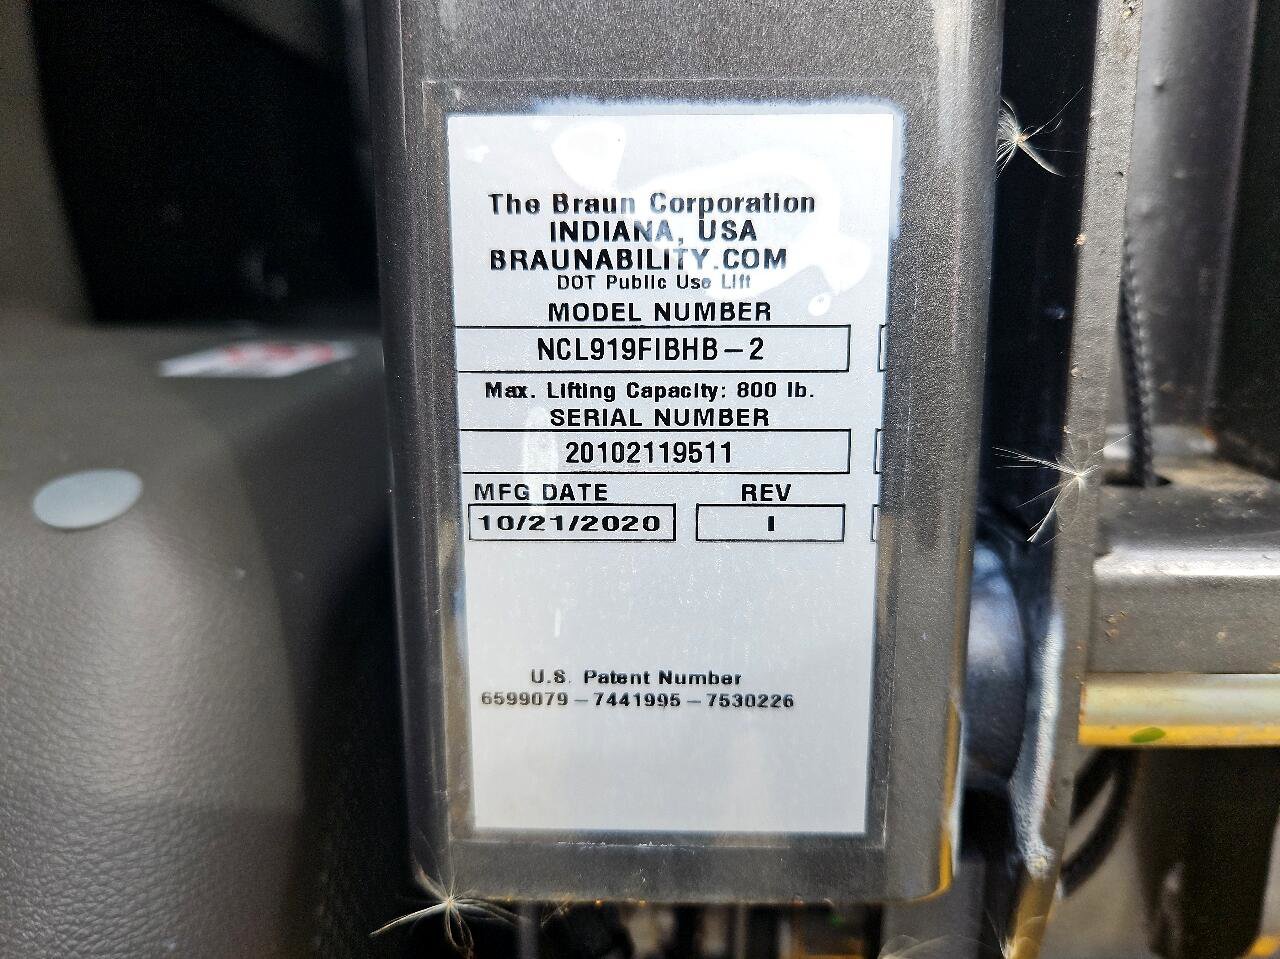 The Braun Corporation
INDIANA, USA
BRAUNABILITY.COM
DOT Public Use Lift
MODEL NUMBER
NCL919FIBHB-2
Max. Lifting Capacity: 800 lb.
SERIAL NUMBER
20102119511
MFG DATE REV
10/21/2020 I
U.S. Patent Number
6599079-7441995-7530226